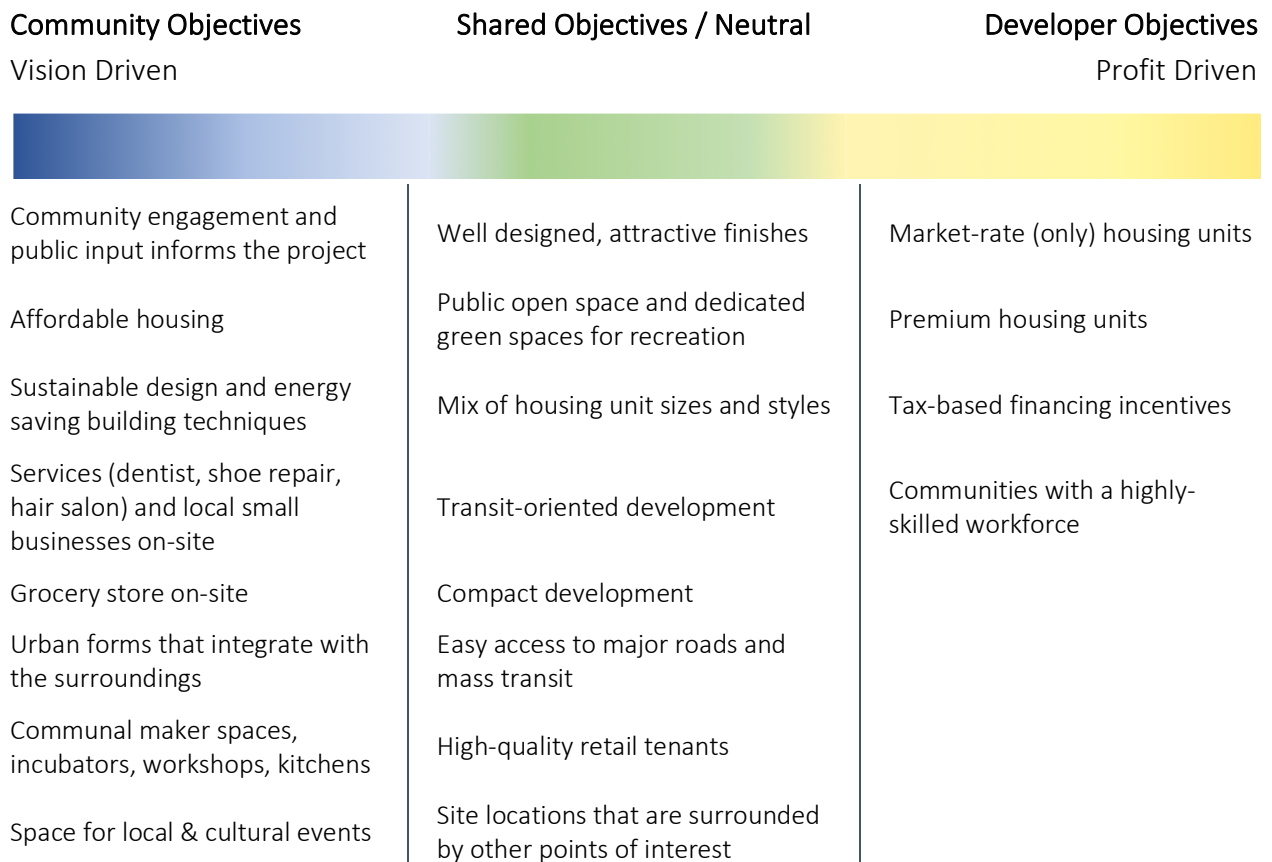 Community Objectives
Vision Driven
Shared Objectives / Neutral
Developer Objectives
Profit Driven
Community engagement and
public input informs the project
Affordable housing
Sustainable design and energy
saving building techniques
Services (dentist, shoe repair,
hair salon) and local small
businesses on-site
Grocery store on-site
Urban forms that integrate with
the surroundings
Communal maker spaces,
incubators, workshops, kitchens
Space for local & cultural events
Well designed, attractive finishes
Public open space and dedicated
green spaces for recreation
Mix of housing unit sizes and styles
Transit-oriented development
Compact development
Easy access to major roads and
mass transit
High-quality retail tenants
Site locations that are surrounded
by other points of interest
Market-rate (only) housing units
Premium housing units
Tax-based financing incentives
Communities with a highly-
skilled workforce